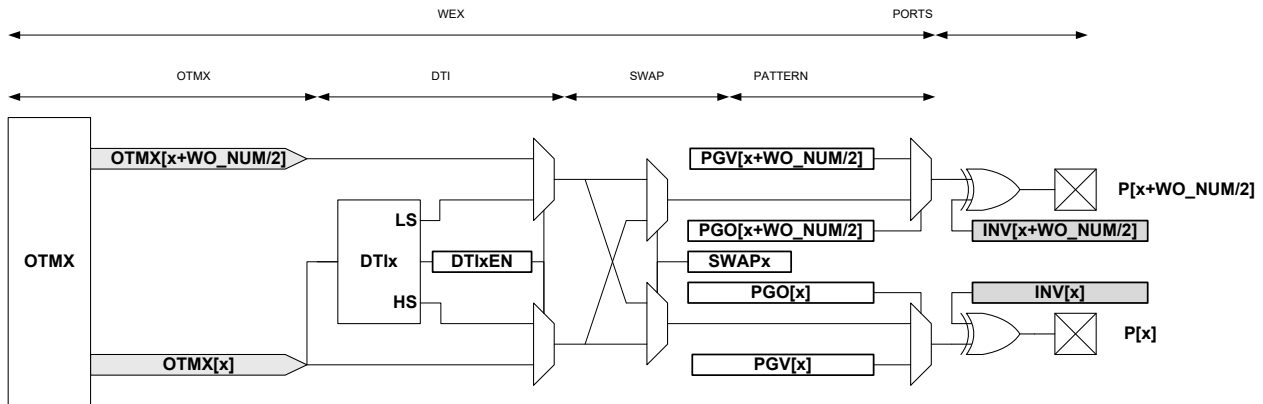 WEX
PORTS
OTMX
DTI
SWAP
PATTERN
OTMX[x+WO_NUM/2]
PGV[x+WO_NUM/2]
P[x+WO_NUM/2]
LS
PGO[x+WO_NUM/2]
INV[x+WO_NUM/2]
OTMX
DTIx
DTIxEN
SWAPx
HS
PGO[x]
INV[x]
P[x]
OTMX[x]
PGV[x]